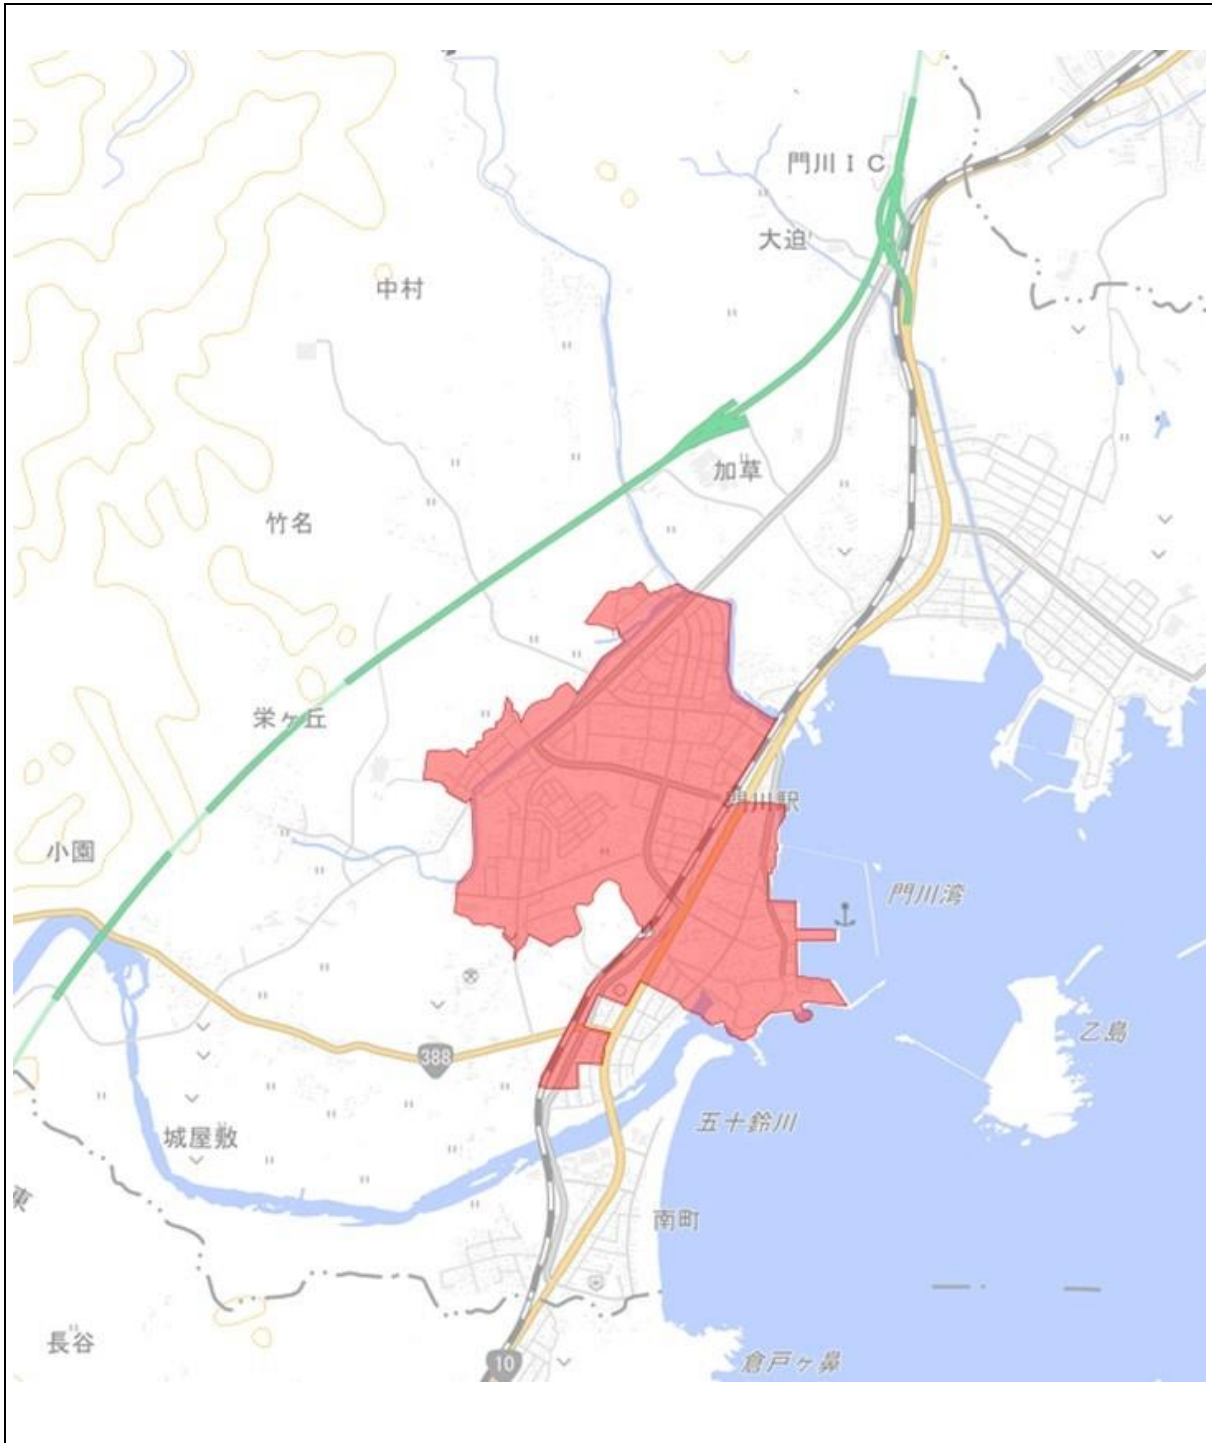 門川ＩＣ
大迫
中村
加草
竹名
栄ヶ丘
門川駅
小園
門川湾
乙島
388
五十鈴川
城屋敷
東
南町
長谷
10
倉戸ヶ鼻